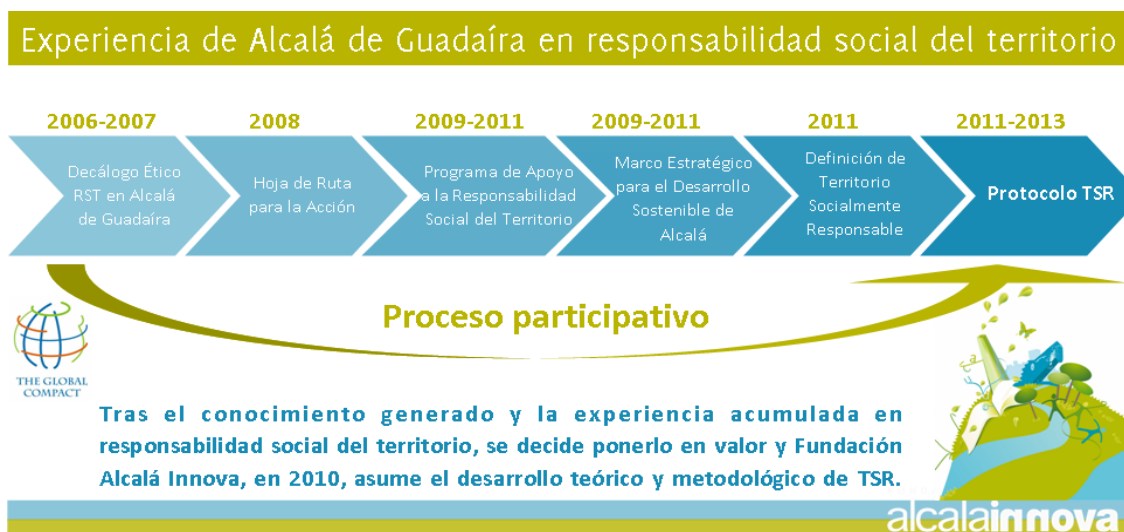 Experiencia de Alcalá de Guadaíra en responsabilidad social del territorio
2006-2007
Decálogo Ético
RST en Alcalá
de Guadaíra
2008
Hoja de Ruta
para la Acción
2009-2011
Programa de Apoyo
a la Responsabilidad
Social del Territorio
2009-2011
Marco Estratégico
para el Desarrollo
Sostenible de
Alcalá
2011
Definición de
Territorio
Socialmente
Responsable
2011-2013
Protocolo TSR
Proceso participativo
THE GLOBAL
COMPACT
Tras el conocimiento generado y la experiencia acumulada en
responsabilidad social del territorio, se decide ponerlo en valor y Fundación
Alcalá Innova, en 2010, asume el desarrollo teórico y metodológico de TSR.
alcalainnova